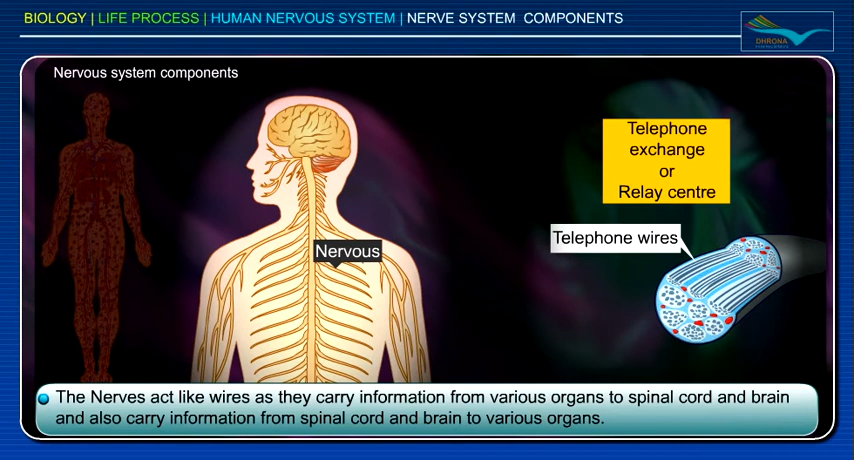 BIOLOGY | LIFE PROCESS | HUMAN NERVOUS SYSTEM | NERVE SYSTEM COMPONENTS
DHRONA
Nervous system components
Telephone
exchange
or
Relay centre
Telephone wires
Nervous
The Nerves act like wires as they carry information from various organs to spinal cord and brain
and also carry information from spinal cord and brain to various organs.